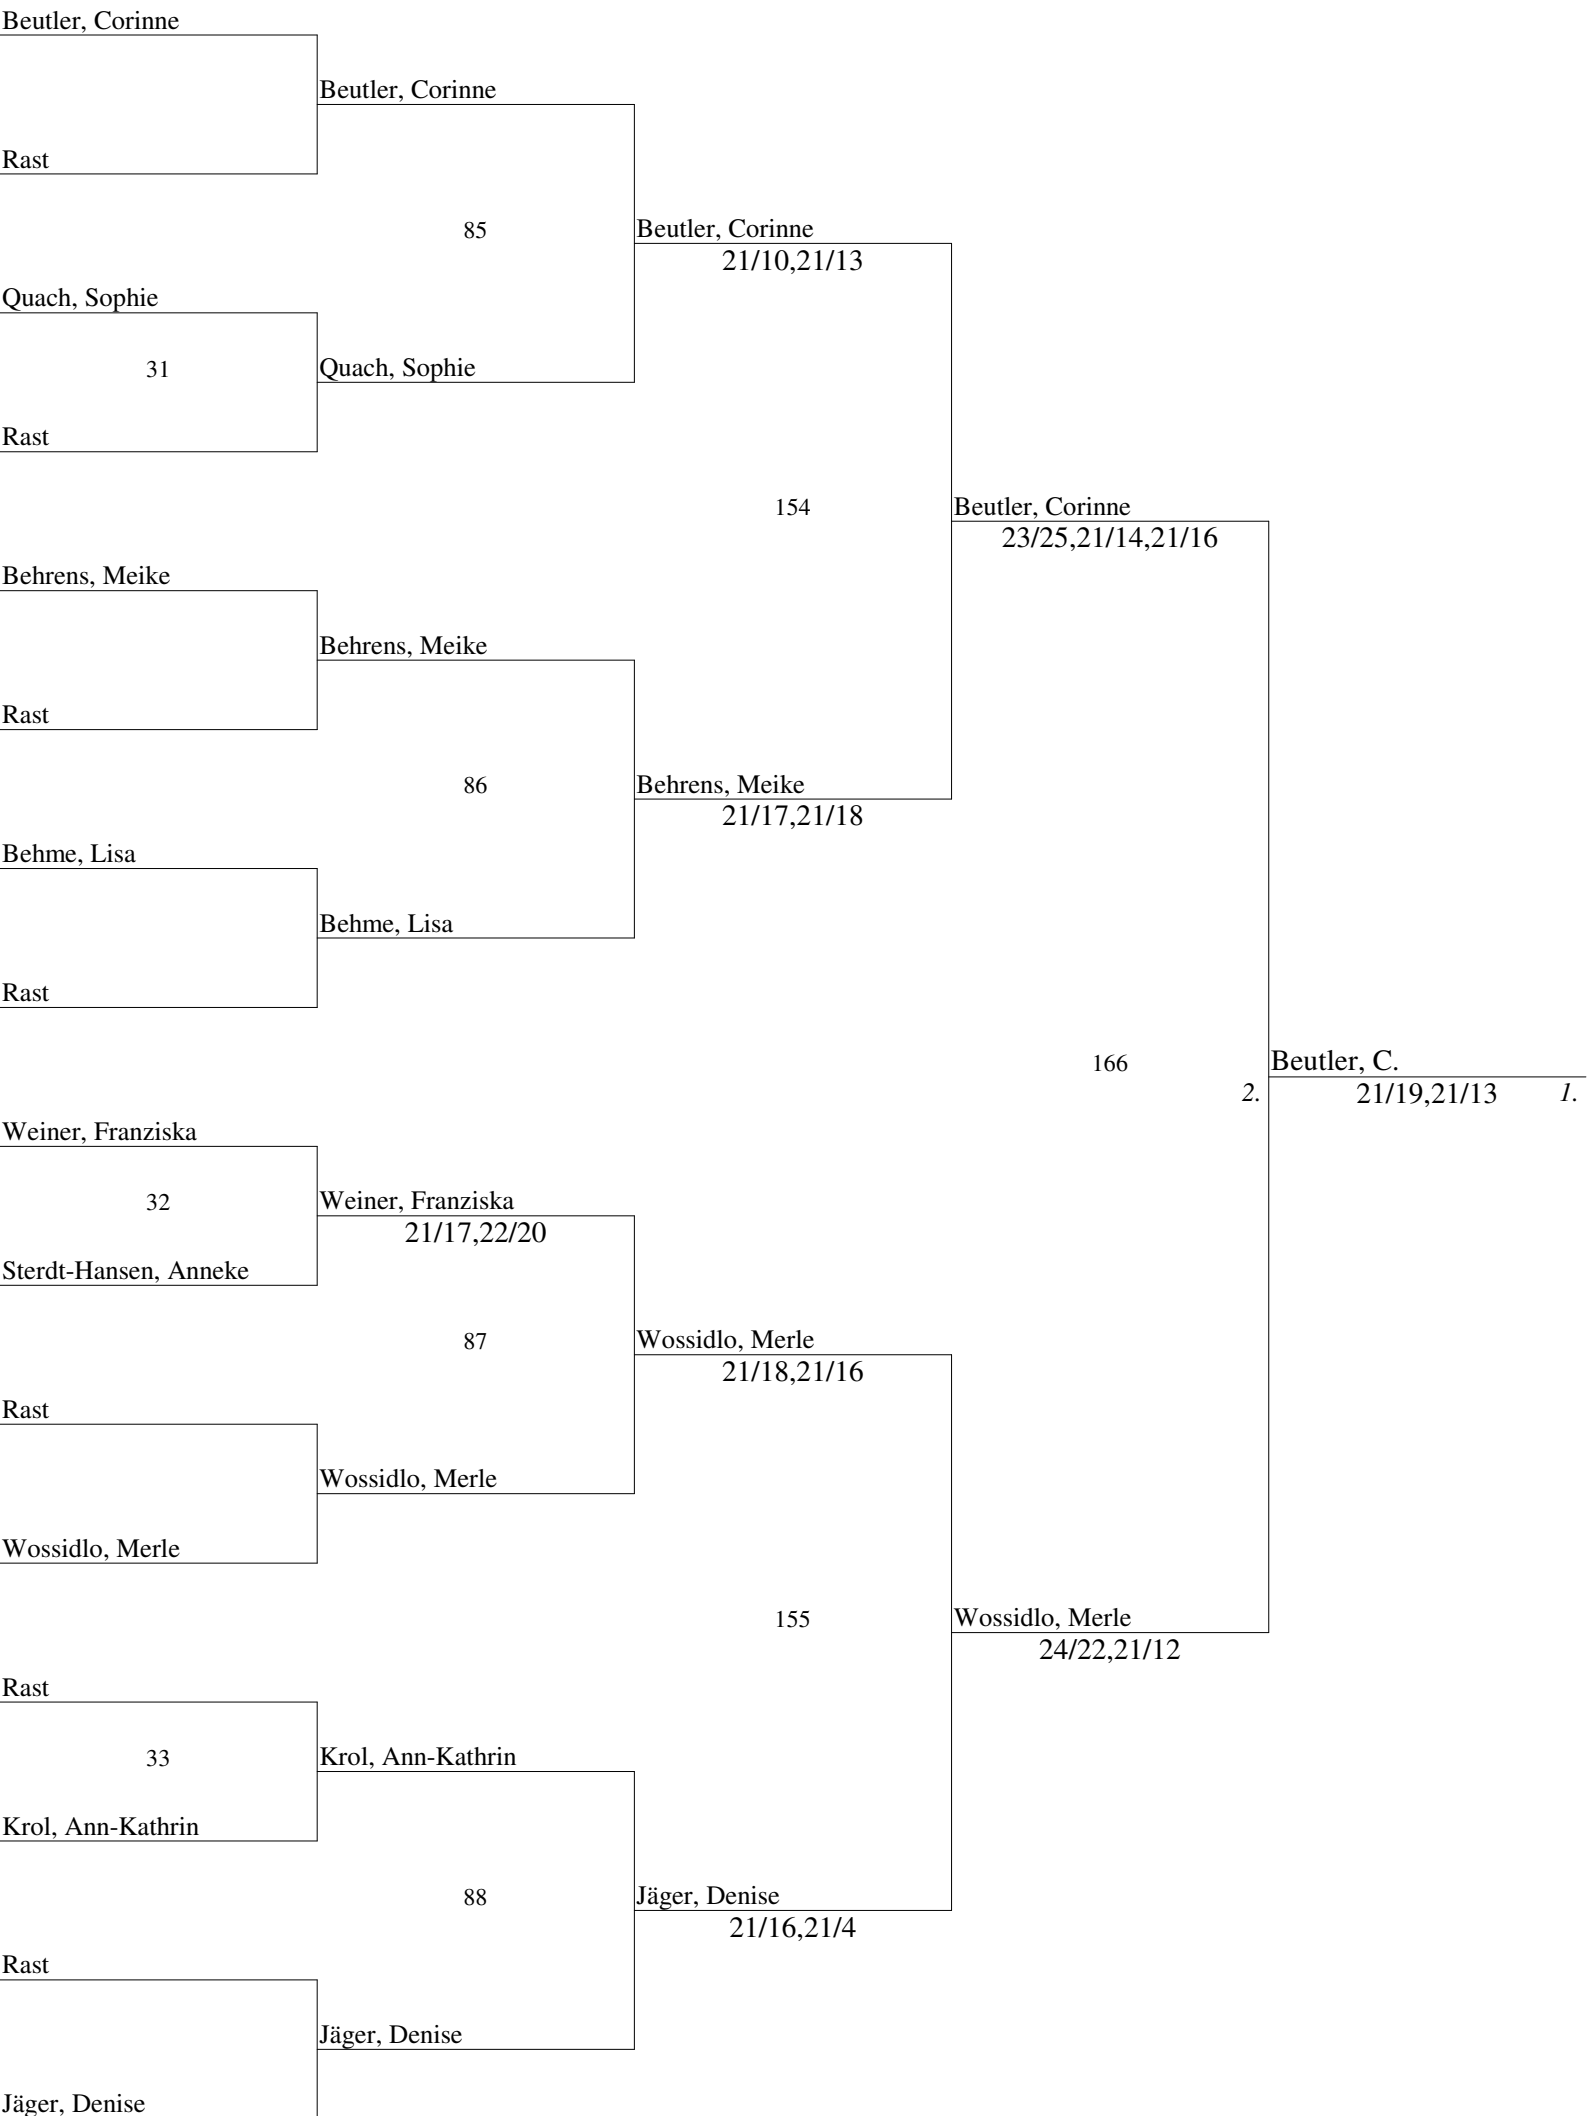 Beutler, Corinne
Beutler, Corinne
Rast
85
Beutler, Corinne
21/10,21/13
Quach, Sophie
31
Quach, Sophie
Rast
154
Beutler, Corinne
23/25,21/14,21/16
Behrens, Meike
Behrens, Meike
Rast
86
Behrens, Meike
21/17,21/18
Behme, Lisa
Behme, Lisa
Rast
166
Beutler, C.
2.
21/19,21/13
1.
Weiner, Franziska
32
Weiner, Franziska
21/17,22/20
Sterdt-Hansen, Anneke
87
Wossidlo, Merle
21/18,21/16
Rast
Wossidlo, Merle
Wossidlo, Merle
155
Wossidlo, Merle
24/22,21/12
Rast
33
Krol, Ann-Kathrin
Krol, Ann-Kathrin
88
Jäger, Denise
21/16,21/4
Rast
Jäger, Denise
Jäger, Denise